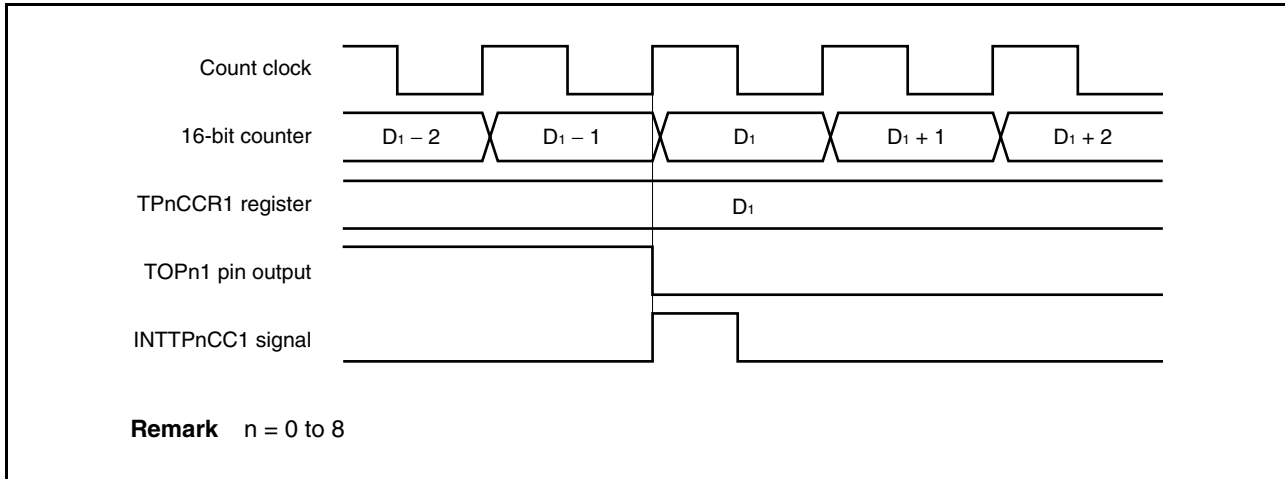 Count clock
16-bit counter D₁ − 2 D₁ − 1 D₁ D₁ + 1 D₁ + 2
TPnCCR1 register D₁
TOPn1 pin output
INTTPnCC1 signal
Remark n = 0 to 8